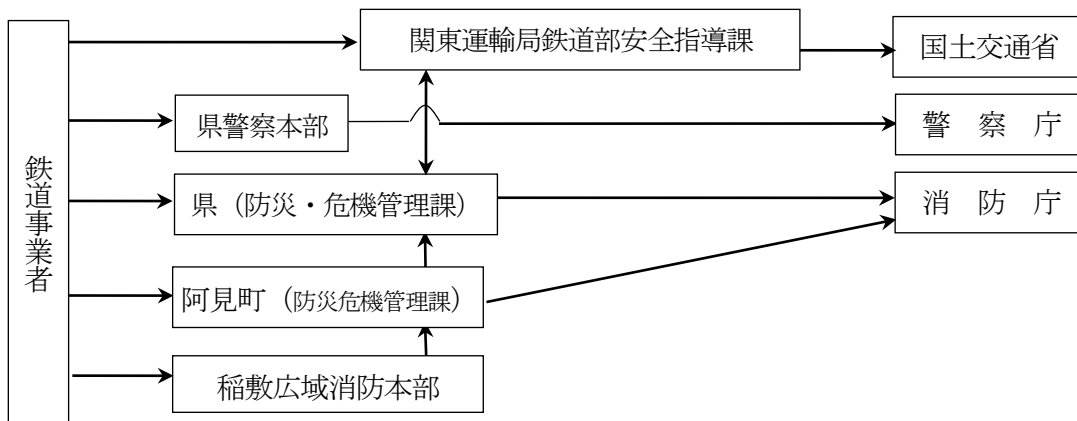 鉄道事業者
関東運輸局鉄道部安全指導課
国土交通省
県警察本部
警 察 庁
県(防災・危機管理課)
消 防 庁
阿見町(防災危機管理課)
稲敷広域消防本部